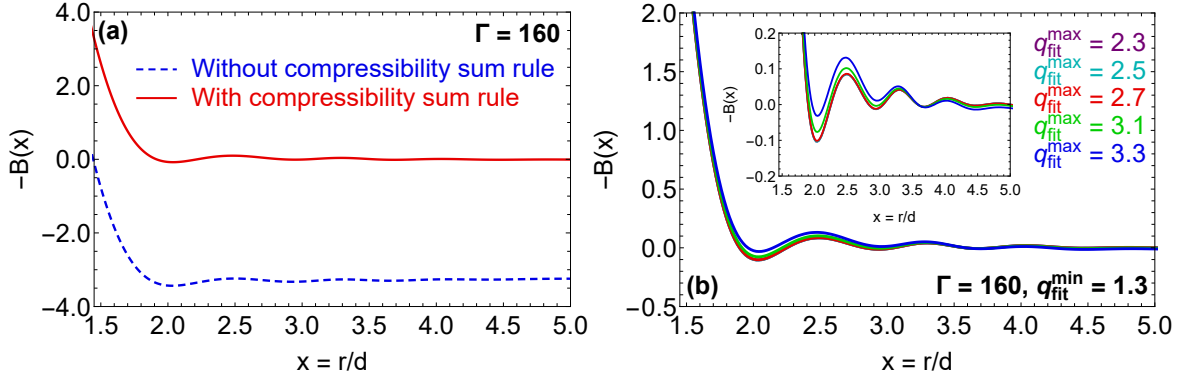 4.0
(a)
Γ = 160
Without compressibility sum rule
With compressibility sum rule
2.0
0.0
-2.0
-4.0
−B(x)
1.5 2.0 2.5 3.0 3.5 4.0 4.5 5.0
x = r/d
2.0
1.5
1.0
0.5
0.0
-0.5
−B(x)
0.2
0.1
0.0
-0.1
-0.2
−B(x)
1.5 2.0 2.5 3.0 3.5 4.0 4.5 5.0
x = r/d
q_fit^max = 2.3
q_fit^max = 2.5
q_fit^max = 2.7
q_fit^max = 3.1
q_fit^max = 3.3
(b)
Γ = 160, q_fit^min = 1.3
1.5 2.0 2.5 3.0 3.5 4.0 4.5 5.0
x = r/d